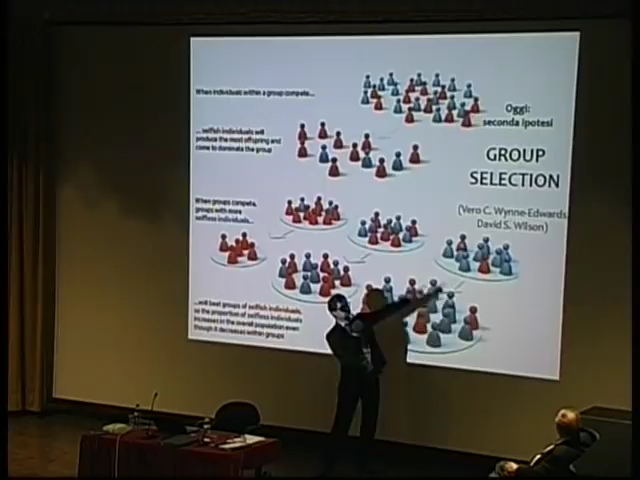 When individuals within a group compete....
Oggi:
seconda ipotesi
... selfish individuals will
produce the most offspring and
come to dominate the group
GROUP
SELECTION
(Vero C. Wynne-Edwards
David S. Wilson)
When groups compete,
groups with more
selfless individuals...
...will beat groups of selfish individuals,
so the proportion of selfless individuals
increases in the overall population even
though it decreases within groups